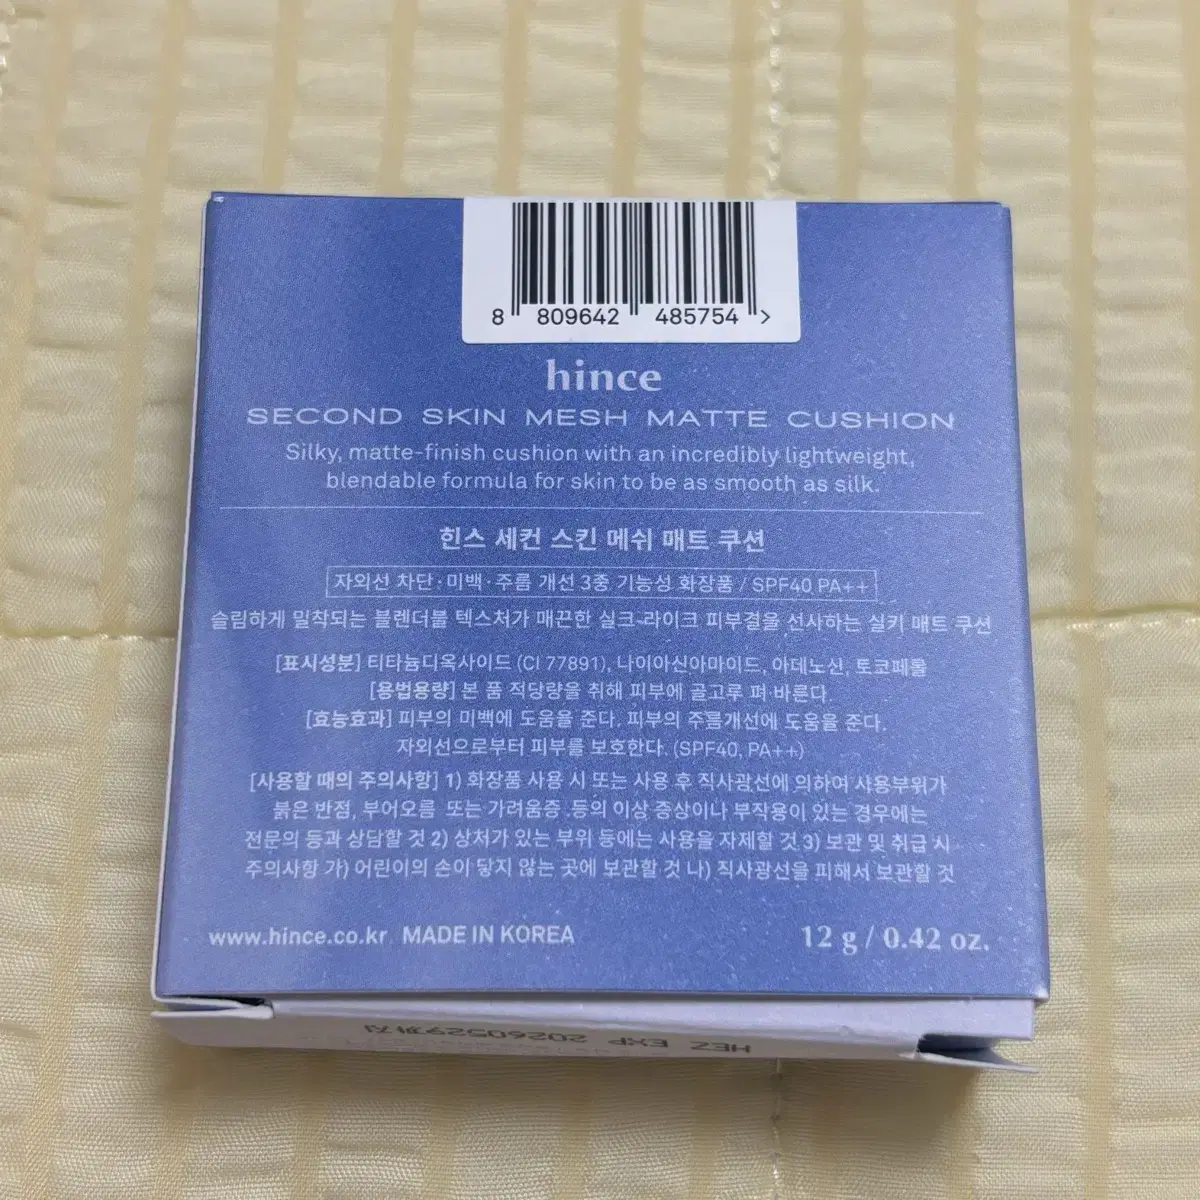 8 809642 485754 >
hince
SECOND SKIN MESH MATTE CUSHION
Silky, matte-finish cushion with an incredibly lightweight,
blendable formula for skin to be as smooth as silk.
힌스 세컨 스킨 메쉬 매트 쿠션
자외선 차단·미백·주름 개선 3중 기능성 화장품 / SPF40 PA++
슬림하게 밀착되는 블렌더블 텍스처가 매끈한 실크-라이크 피부결을 선사하는 실키 매트 쿠션
[표시성분] 티타늄디옥사이드 (CI 77891), 나이아신아마이드, 아데노신, 토코페롤
[용법용량] 본 품 적당량을 취해 피부에 골고루 펴 바른다.
[효능효과] 피부의 미백에 도움을 준다. 피부의 주름개선에 도움을 준다.
자외선으로부터 피부를 보호한다. (SPF40, PA++)
[사용할 때의 주의사항] 1) 화장품 사용 시 또는 사용 후 직사광선에 의하여 사용부위가
붉은 반점, 부어오름 또는 가려움증 등의 이상 증상이나 부작용이 있는 경우에는
전문의 등과 상담할 것 2) 상처가 있는 부위 등에는 사용을 자제할 것 3) 보관 및 취급 시
주의사항 가) 어린이의 손이 닿지 않는 곳에 보관할 것 나) 직사광선을 피해서 보관할 것
www.hince.co.kr MADE IN KOREA
12 g / 0.42 oz.
HEZ EXP 20260529까지